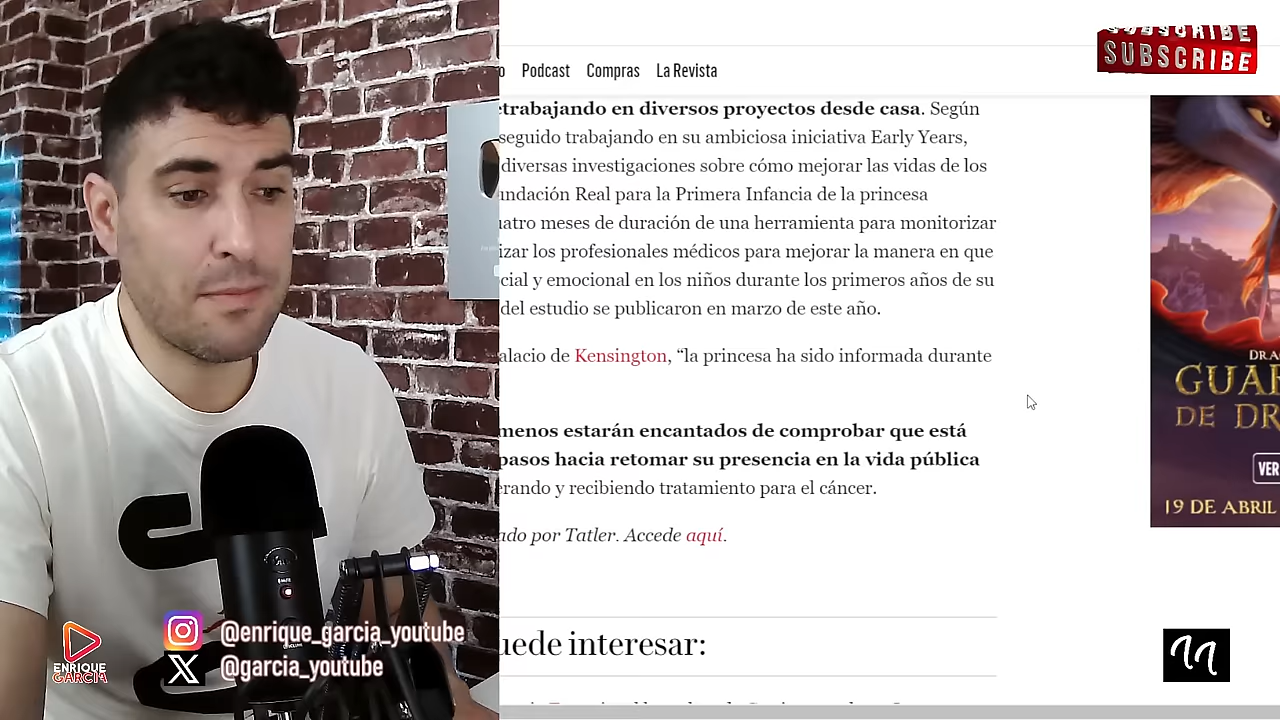 SUBSCRIBE
SUBSCRIBE
Podcast Compras La Revista
trabajando en diversos proyectos desde casa. Según
seguido trabajando en su ambiciosa iniciativa Early Years,
diversas investigaciones sobre cómo mejorar las vidas de los
undación Real para la Primera Infancia de la princesa
uatro meses de duración de una herramienta para monitorizar
izar los profesionales médicos para mejorar la manera en que
cial y emocional en los niños durante los primeros años de su
del estudio se publicaron en marzo de este año.
alacio de Kensington, “la princesa ha sido informada durante
menos estarán encantados de comprobar que está
pasos hacia retomar su presencia en la vida pública
erando y recibiendo tratamiento para el cáncer.
ado por Tatler. Accede aquí.
uede interesar:
DRA
GUAR
DE DR
VER
19 DE ABRIL
@enrique_garcia_youtube
@garcia_youtube
ENRIQUE
GARCIA